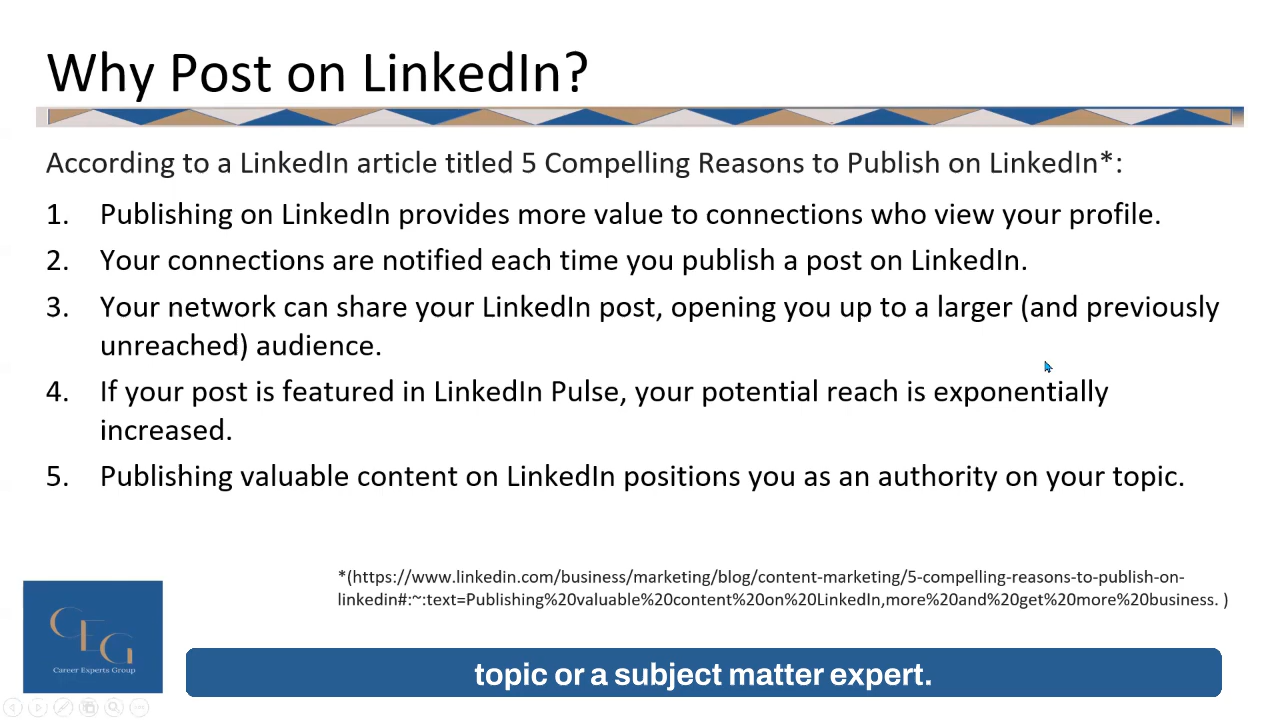 Why Post on LinkedIn?
According to a LinkedIn article titled 5 Compelling Reasons to Publish on LinkedIn*:
1. Publishing on LinkedIn provides more value to connections who view your profile.
2. Your connections are notified each time you publish a post on LinkedIn.
3. Your network can share your LinkedIn post, opening you up to a larger (and previously
unreached) audience.
4. If your post is featured in LinkedIn Pulse, your potential reach is exponentially
increased.
5. Publishing valuable content on LinkedIn positions you as an authority on your topic.
*(https://www.linkedin.com/business/marketing/blog/content-marketing/5-compelling-reasons-to-publish-on-
linkedin#:~:text=Publishing%20valuable%20content%20on%20LinkedIn,more%20and%20get%20more%20business. )
CEG
Career Experts Group
topic or a subject matter expert.